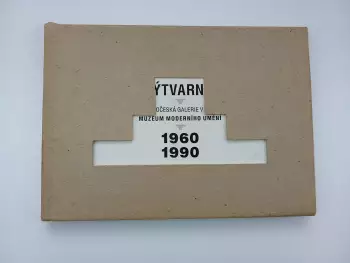 ÝTVARN
OČESKÁ GALERIE V
MUZEUM MODERNÍHO UMĚNÍ
1960
1990